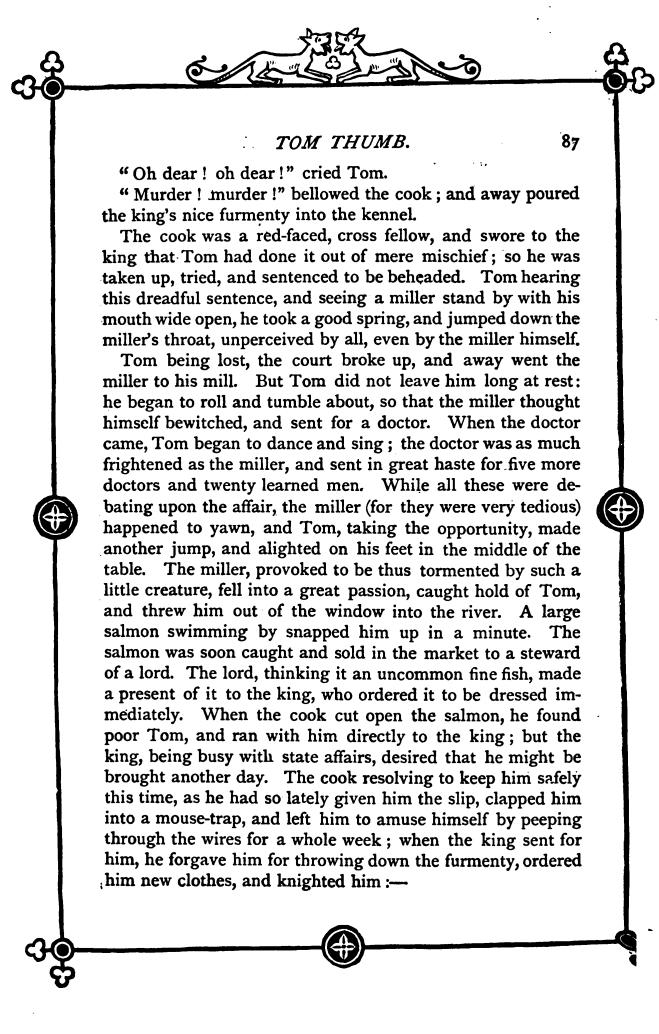 TOM THUMB. 87
“ Oh dear ! oh dear !” cried Tom.
“ Murder ! murder !” bellowed the cook ; and away poured
the king's nice furmenty into the kennel.
The cook was a red-faced, cross fellow, and swore to the
king that Tom had done it out of mere mischief ; so he was
taken up, tried, and sentenced to be beheaded. Tom hearing
this dreadful sentence, and seeing a miller stand by with his
mouth wide open, he took a good spring, and jumped down the
miller's throat, unperceived by all, even by the miller himself.
Tom being lost, the court broke up, and away went the
miller to his mill. But Tom did not leave him long at rest :
he began to roll and tumble about, so that the miller thought
himself bewitched, and sent for a doctor. When the doctor
came, Tom began to dance and sing ; the doctor was as much
frightened as the miller, and sent in great haste for five more
doctors and twenty learned men. While all these were de-
bating upon the affair, the miller (for they were very tedious)
happened to yawn, and Tom, taking the opportunity, made
another jump, and alighted on his feet in the middle of the
table. The miller, provoked to be thus tormented by such a
little creature, fell into a great passion, caught hold of Tom,
and threw him out of the window into the river. A large
salmon swimming by snapped him up in a minute. The
salmon was soon caught and sold in the market to a steward
of a lord. The lord, thinking it an uncommon fine fish, made
a present of it to the king, who ordered it to be dressed im-
mediately. When the cook cut open the salmon, he found
poor Tom, and ran with him directly to the king ; but the
king, being busy with state affairs, desired that he might be
brought another day. The cook resolving to keep him safely
this time, as he had so lately given him the slip, clapped him
into a mouse-trap, and left him to amuse himself by peeping
through the wires for a whole week ; when the king sent for
him, he forgave him for throwing down the furmenty, ordered
him new clothes, and knighted him :—